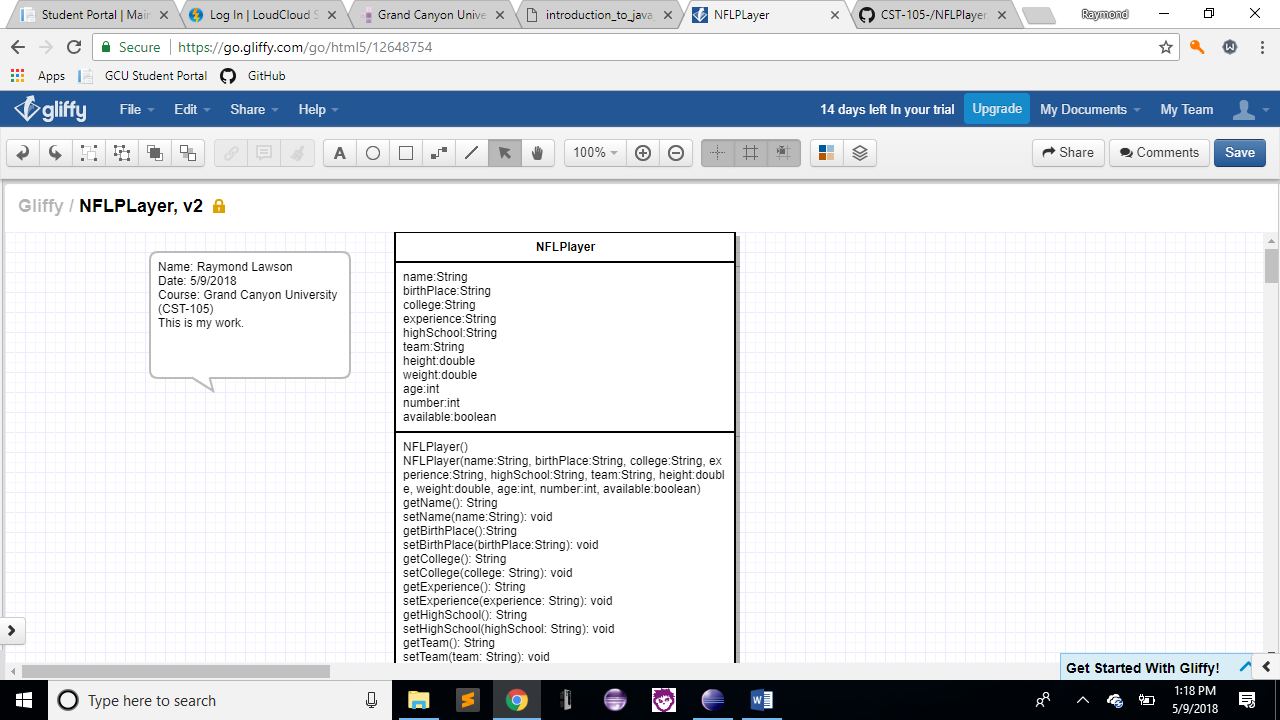 Student Portal | Main
Log In | LoudCloud S
Grand Canyon Unive
introduction_to_java_
NFLPLayer
CST-105-/NFLPlayer.
Raymond
Secure
https://go.gliffy.com/go/html5/12648754
Apps
GCU Student Portal
GitHub
gliffy
File
Edit
Share
Help
14 days left In your trial
Upgrade
My Documents
My Team
A
100%
Share
Comments
Save
Gliffy / NFLPLayer, v2
Name: Raymond Lawson
Date: 5/9/2018
Course: Grand Canyon University
(CST-105)
This is my work.
NFLPlayer
name:String
birthPlace:String
college:String
experience:String
highSchool:String
team:String
height:double
weight:double
age:int
number:int
available:boolean
NFLPlayer()
NFLPlayer(name:String, birthPlace:String, college:String, ex
perience:String, highSchool:String, team:String, height:doubl
e, weight:double, age:int, number:int, available:boolean)
getName(): String
setName(name:String): void
getBirthPlace():String
setBirthPlace(birthPlace:String): void
getCollege(): String
setCollege(college: String): void
getExperience(): String
setExperience(experience: String): void
getHighSchool(): String
setHighSchool(highSchool: String): void
getTeam(): String
setTeam(team: String): void
Get Started With Gliffy!
Type here to search
1:18 PM
5/9/2018